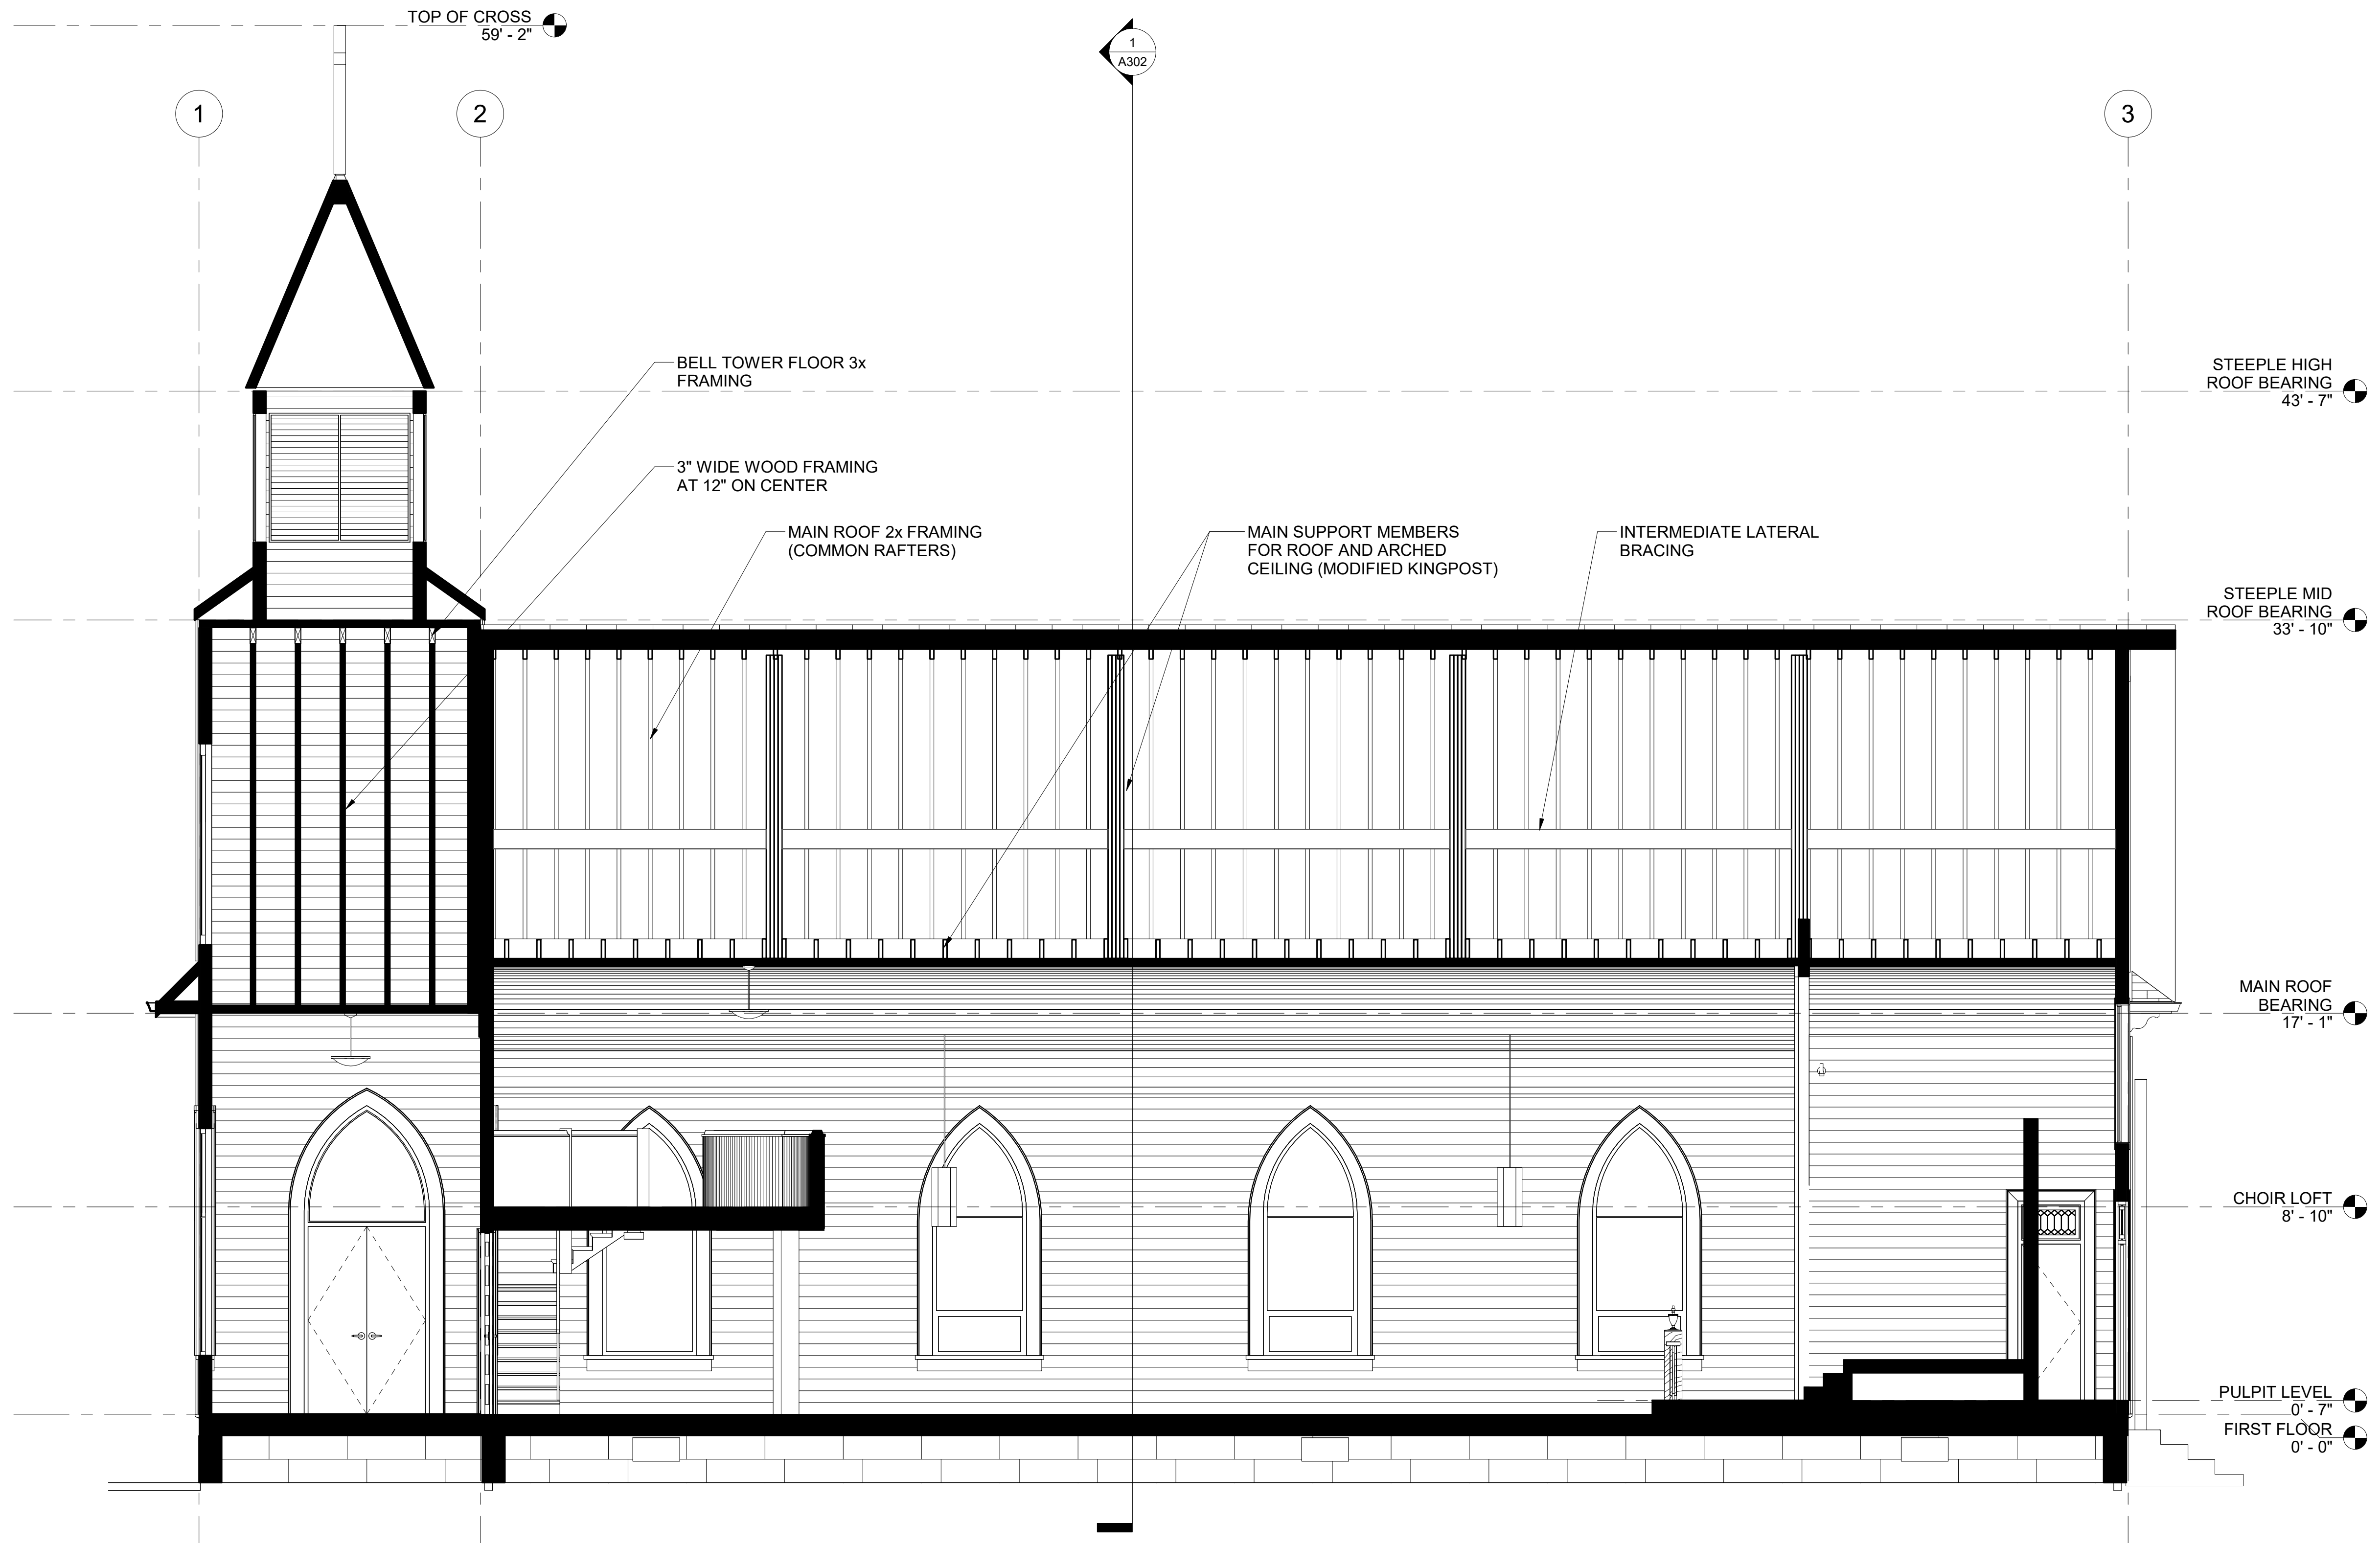 TOP OF CROSS
59' - 2"
1
A302
1
2
3
BELL TOWER FLOOR 3x
FRAMING
STEEPLE HIGH
ROOF BEARING
43' - 7"
3" WIDE WOOD FRAMING
AT 12" ON CENTER
MAIN ROOF 2x FRAMING
(COMMON RAFTERS)
MAIN SUPPORT MEMBERS
FOR ROOF AND ARCHED
CEILING (MODIFIED KINGPOST)
INTERMEDIATE LATERAL
BRACING
STEEPLE MID
ROOF BEARING
33' - 10"
MAIN ROOF
BEARING
17' - 1"
CHOIR LOFT
8' - 10"
PULPIT LEVEL
0' - 7"
FIRST FLOOR
0' - 0"